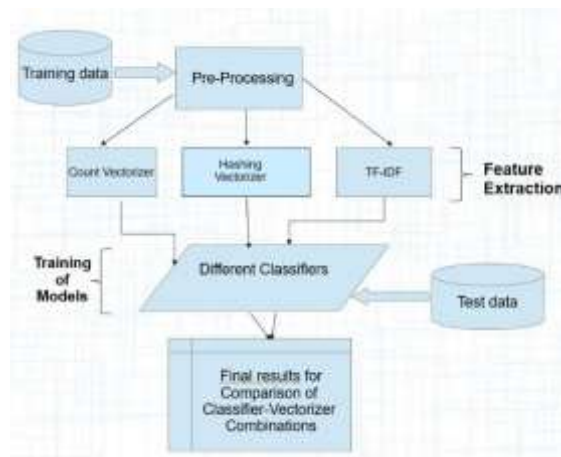 Training data
Pre-Processing
Count Vectorizer
Hashing
Vectorizer
TF-IDF
Feature
Extraction
Training
of
Models
Different Classifiers
Test data
Final results for
Comparison of
Classifier-Vectorizer
Combinations